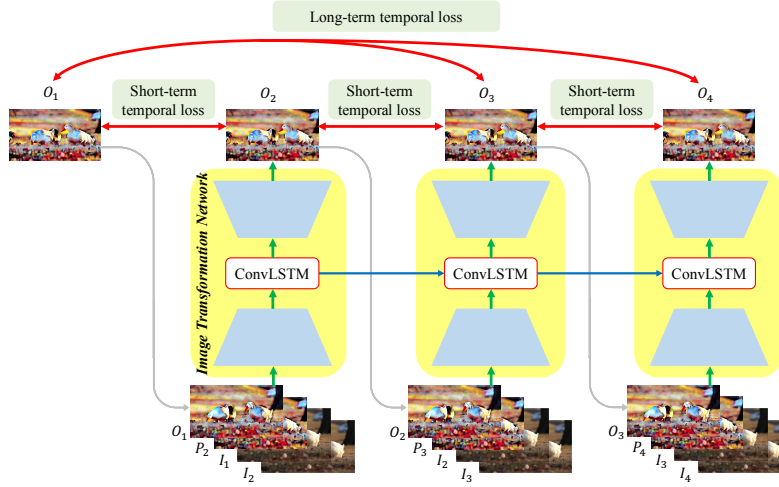 Long-term temporal loss
O₁
Short-term
temporal loss
O₂
Short-term
temporal loss
O₃
Short-term
temporal loss
O₄
Image Transformation Network
ConvLSTM
ConvLSTM
ConvLSTM
O₁
P₂
I₁
I₂
O₂
P₃
I₂
I₃
O₃
P₄
I₃
I₄